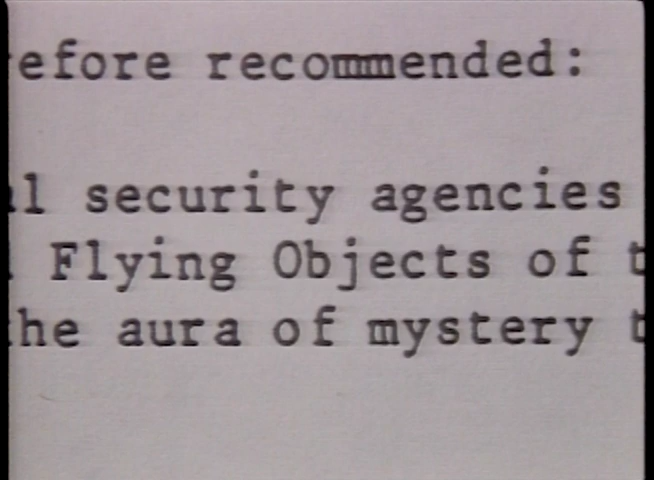 efore recommended:
l security agencies
Flying Objects of t
he aura of mystery t